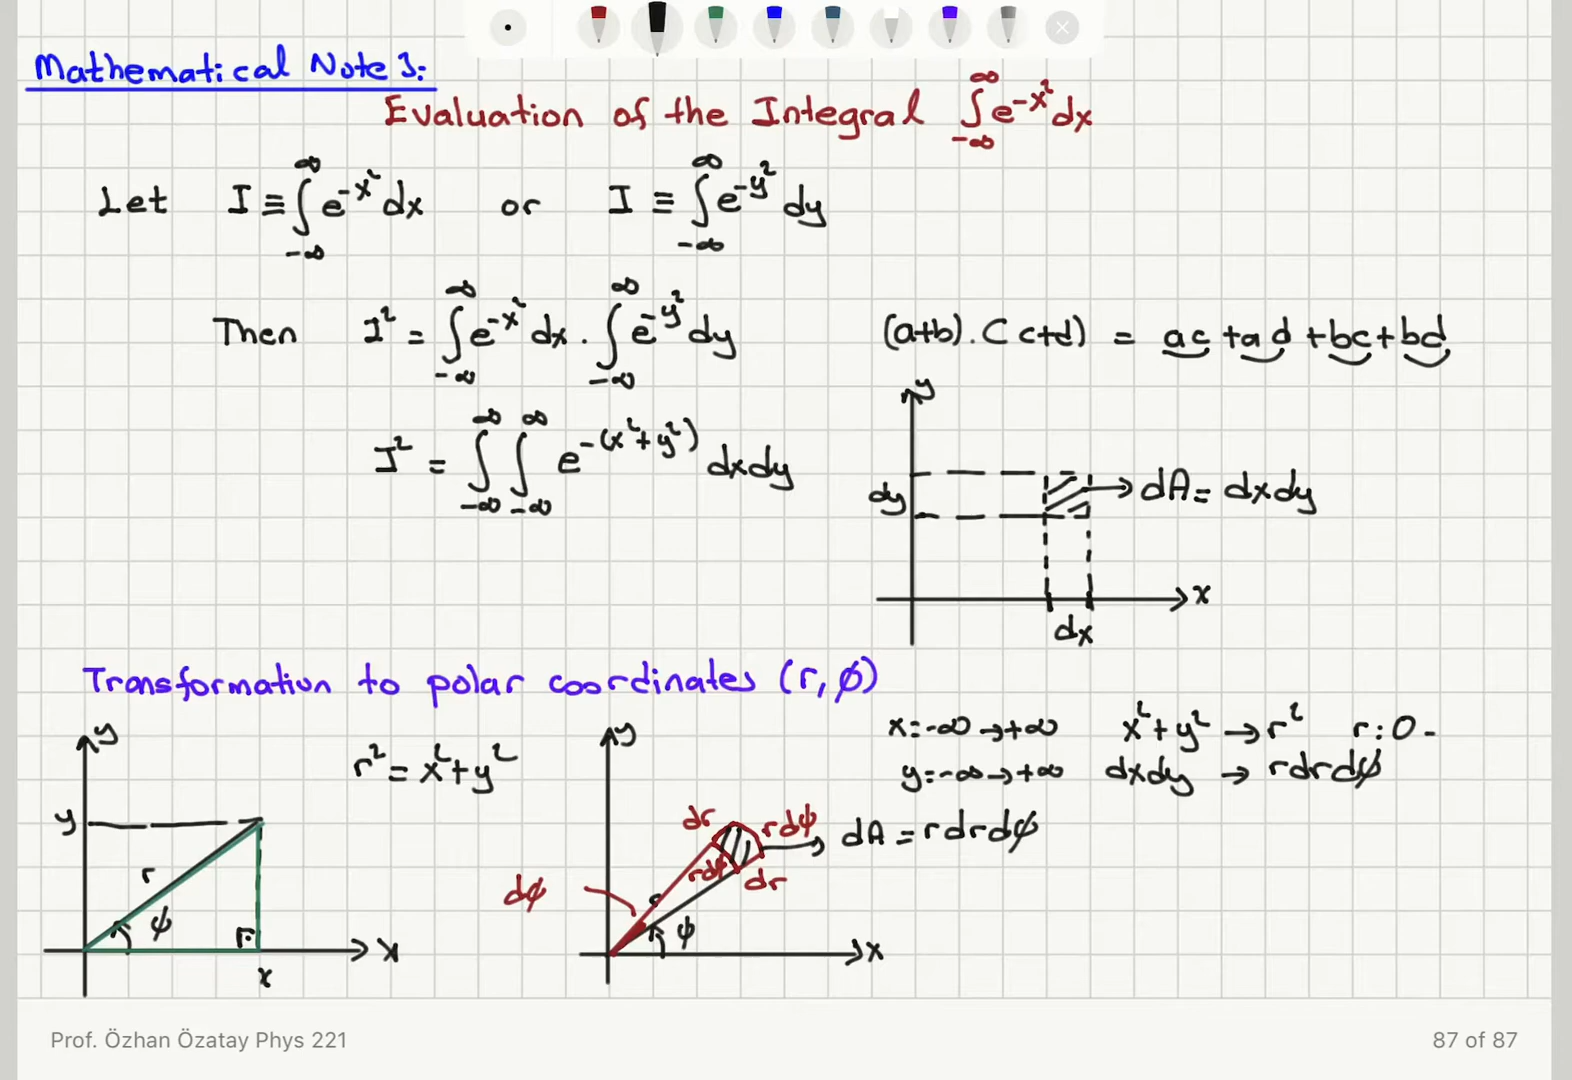 Mathematical Note 3:
Evaluation of the Integral ∫_{-∞}^{∞} e^{-x²} dx
Let I ≡ ∫_{-∞}^{∞} e^{-x²} dx or I ≡ ∫_{-∞}^{∞} e^{-y²} dy
Then I² = ∫_{-∞}^{∞} e^{-x²} dx . ∫_{-∞}^{∞} e^{-y²} dy
(a+b).(c+d) = ac + ad + bc + bd
I² = ∫_{-∞}^{∞} ∫_{-∞}^{∞} e^{-(x²+y²)} dxdy
y
dy
dA = dxdy
x
dx
Transformation to polar coordinates (r, ϕ)
y
r² = x²+y²
y
r
ϕ
x
x
y
dr
rdϕ
dA = rdrdϕ
rdϕ
dr
dϕ
r
ϕ
x
x=-∞ → +∞ x²+y² → r² r: 0 -
y=-∞ → +∞ dxdy → rdrdϕ
Prof. Özhan Özatay Phys 221
87 of 87